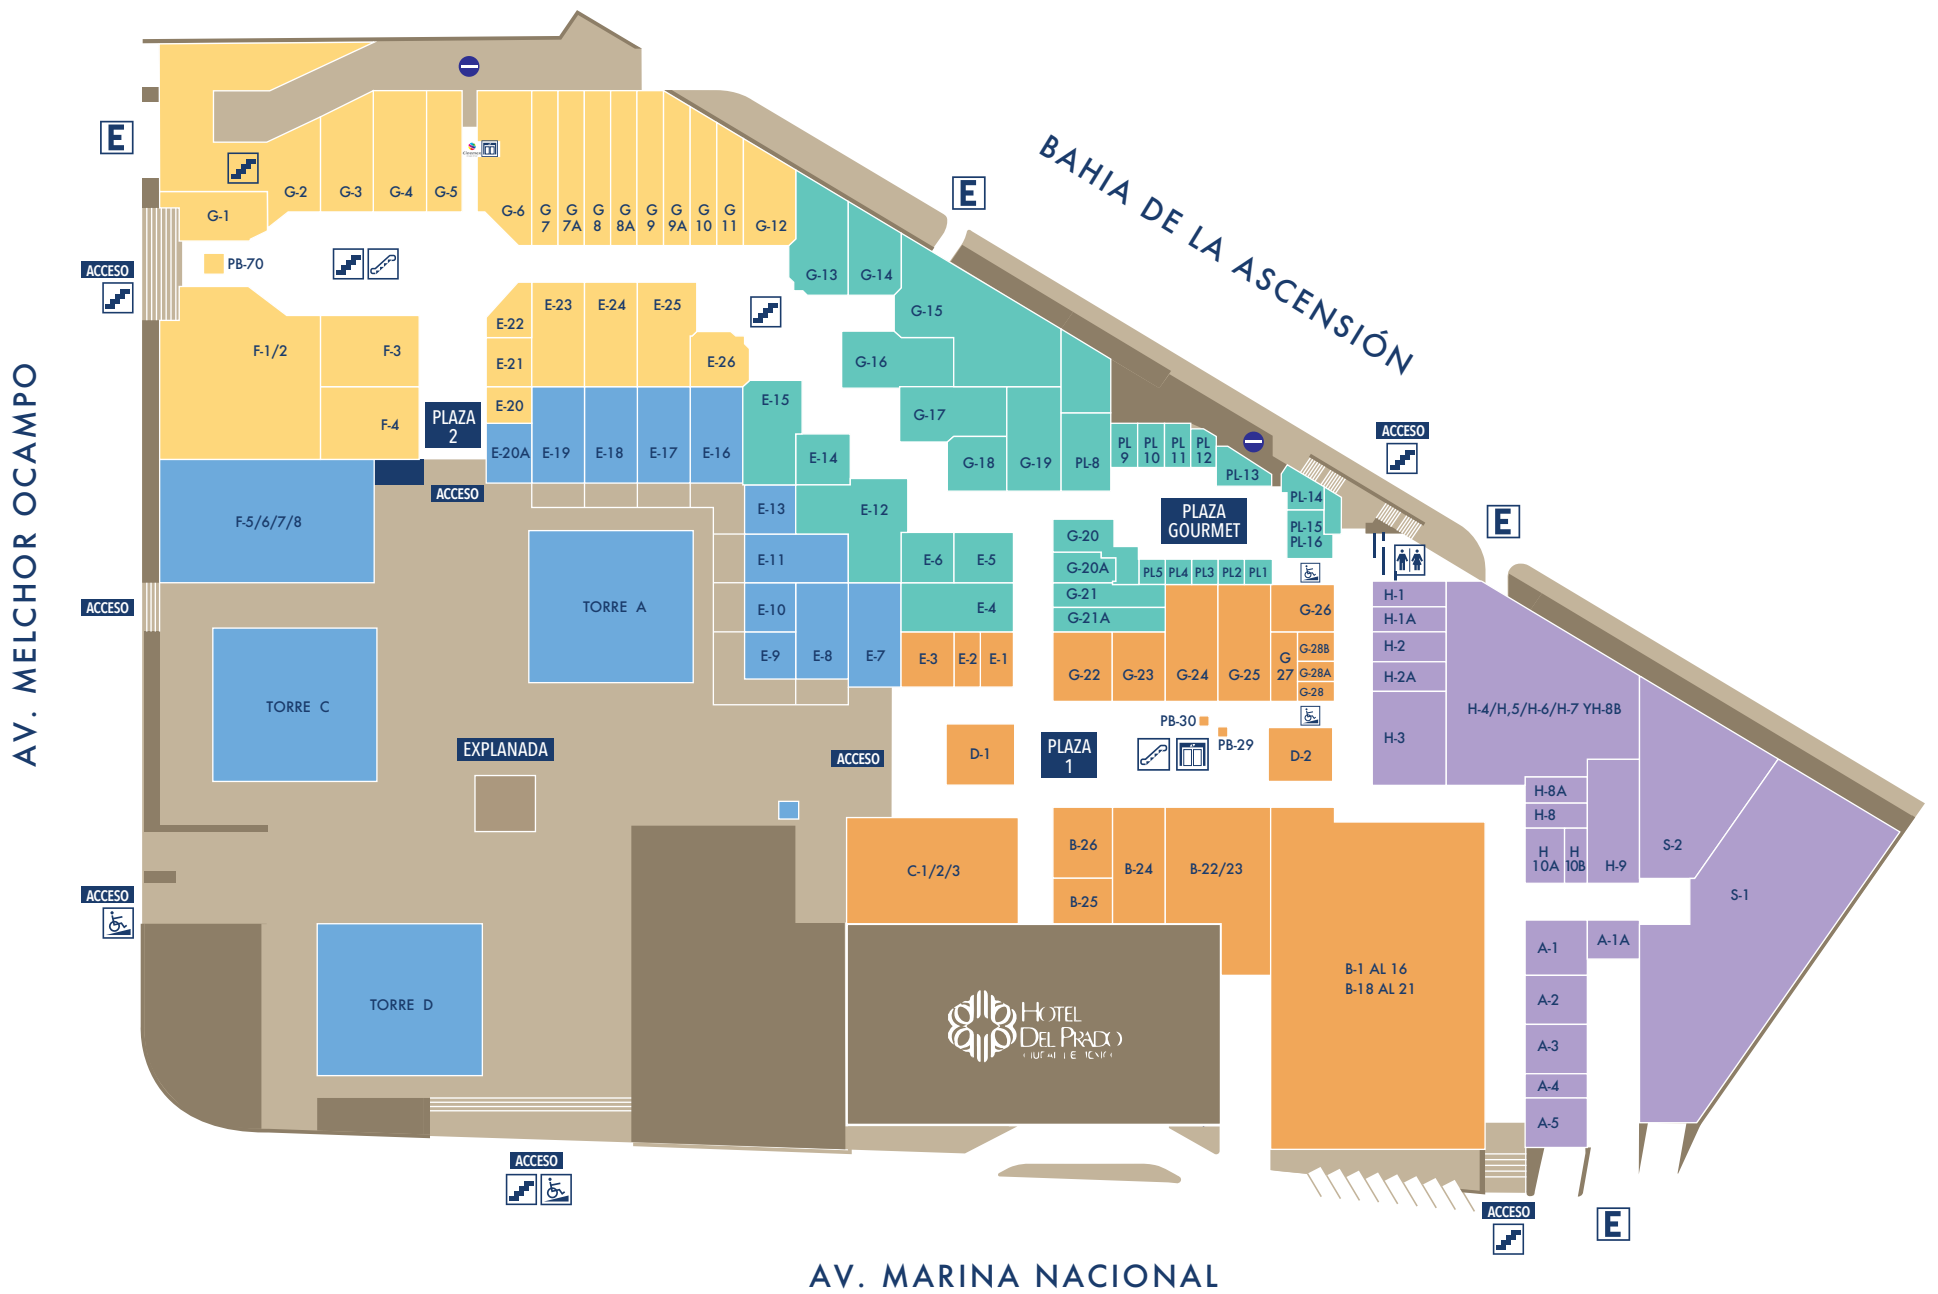 BAHIA DE LA ASCENSIÓN
AV. MELCHOR OCAMPO
AV. MARINA NACIONAL
E
E
E
E
ACCESO
ACCESO
ACCESO
ACCESO
ACCESO
ACCESO
ACCESO
ACCESO
G-1
G-2
G-3
G-4
G-5
G-6
G
7
G
7A
G
8
G
8A
G
9
G
9A
G
10
G
11
G-12
G-13
G-14
G-15
G-16
G-17
G-18
G-19
PL-8
PL
9
PL
10
PL
11
PL
12
PL-13
PL-14
PL-15
PL-16
PB-70
F-1/2
F-3
F-4
F-5/6/7/8
PLAZA
2
E-22
E-21
E-20
E-20A
E-23
E-24
E-25
E-26
E-19
E-18
E-17
E-16
E-15
E-14
E-13
E-12
E-11
E-10
E-9
E-8
E-7
E-6
E-5
E-4
E-3
E-2
E-1
PLAZA
GOURMET
G-20
G-20A
G-21
G-21A
PL5
PL4
PL3
PL2
PL1
G-22
G-23
G-24
G-25
G-26
G
27
G-28B
G-28A
G-28
TORRE A
TORRE C
TORRE D
EXPLANADA
D-1
PLAZA
1
PB-30
PB-29
D-2
C-1/2/3
B-26
B-25
B-24
B-22/23
B-1 AL 16
B-18 AL 21
HOTEL
DEL PRADO
H-1
H-1A
H-2
H-2A
H-3
H-4/H,5/H-6/H-7 YH-8B
H-8A
H-8
H
10A
H
10B
H-9
S-2
S-1
A-1
A-1A
A-2
A-3
A-4
A-5